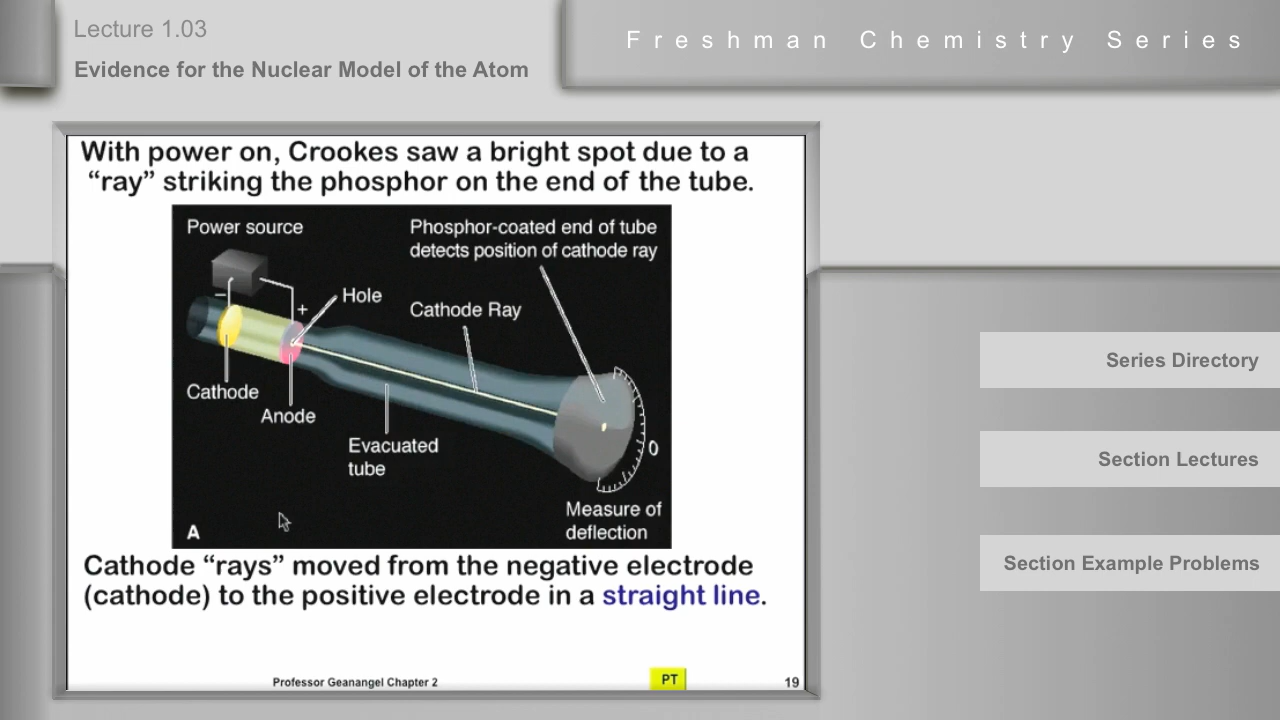 Lecture 1.03
Evidence for the Nuclear Model of the Atom
Freshman Chemistry Series
With power on, Crookes saw a bright spot due to a
“ray” striking the phosphor on the end of the tube.
Power source
Phosphor-coated end of tube
detects position of cathode ray
−
+
Hole
Cathode Ray
Cathode
Anode
Evacuated
tube
0
Measure of
deflection
A
Cathode “rays” moved from the negative electrode
(cathode) to the positive electrode in a straight line.
Professor Geanangel Chapter 2
PT
19
Series Directory
Section Lectures
Section Example Problems